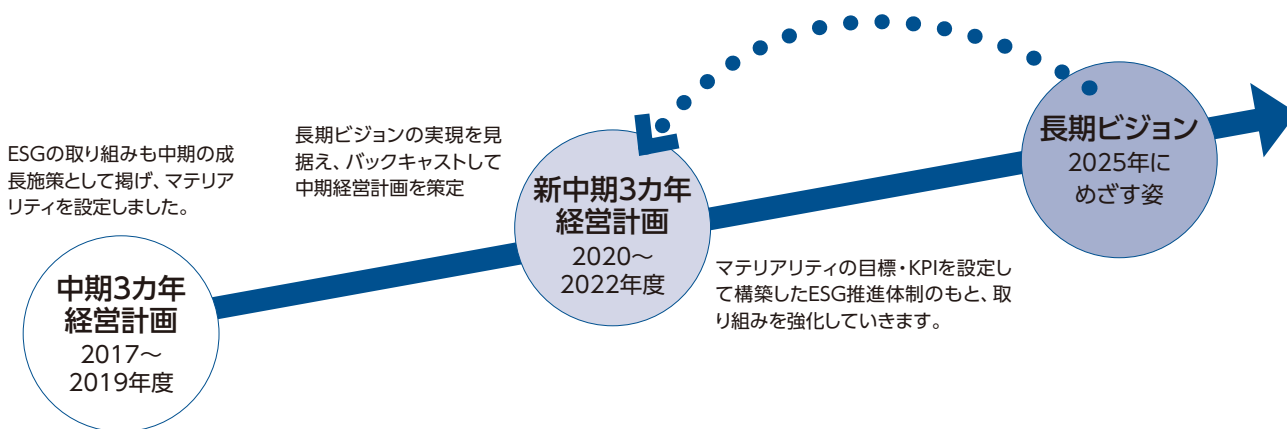 ESGの取り組みも中期の成
長施策として掲げ、マテリア
リティを設定しました。
中期3カ年
経営計画
2017～
2019年度
長期ビジョンの実現を見
据え、バックキャストして
中期経営計画を策定
新中期3カ年
経営計画
2020～
2022年度
マテリアリティの目標・KPIを設定し
て構築したESG推進体制のもと、取
り組みを強化していきます。
長期ビジョン
2025年に
めざす姿